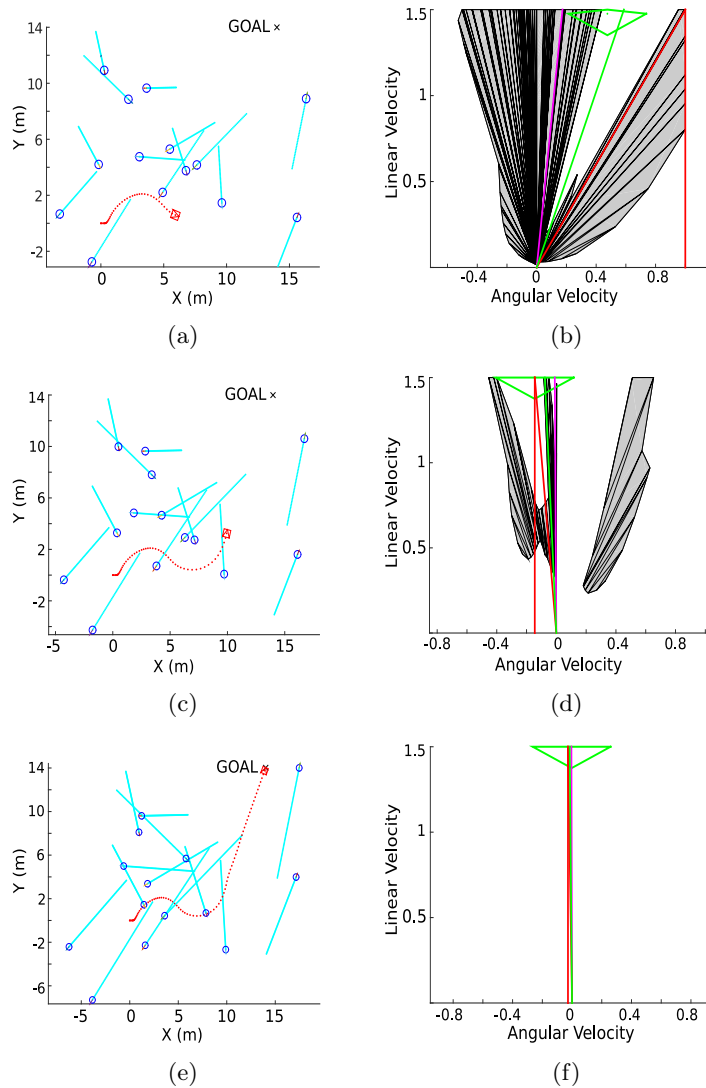 14
GOAL ×
10
6
2
-2
Y (m)
0
5
10
15
X (m)
(a)
1.5
1
0.5
Linear Velocity
-0.4
0
0.4
0.8
Angular Velocity
(b)
14
GOAL ×
10
6
2
-2
Y (m)
-5
0
5
10
15
X (m)
(c)
1.5
1
0.5
Linear Velocity
-0.8
-0.4
0
0.4
0.8
Angular Velocity
(d)
14
GOAL
10
6
2
-2
-6
Y (m)
-5
0
5
10
15
X (m)
(e)
1.5
1
0.5
Linear Velocity
-0.8
-0.4
0
0.4
0.8
Angular Velocity
(f)